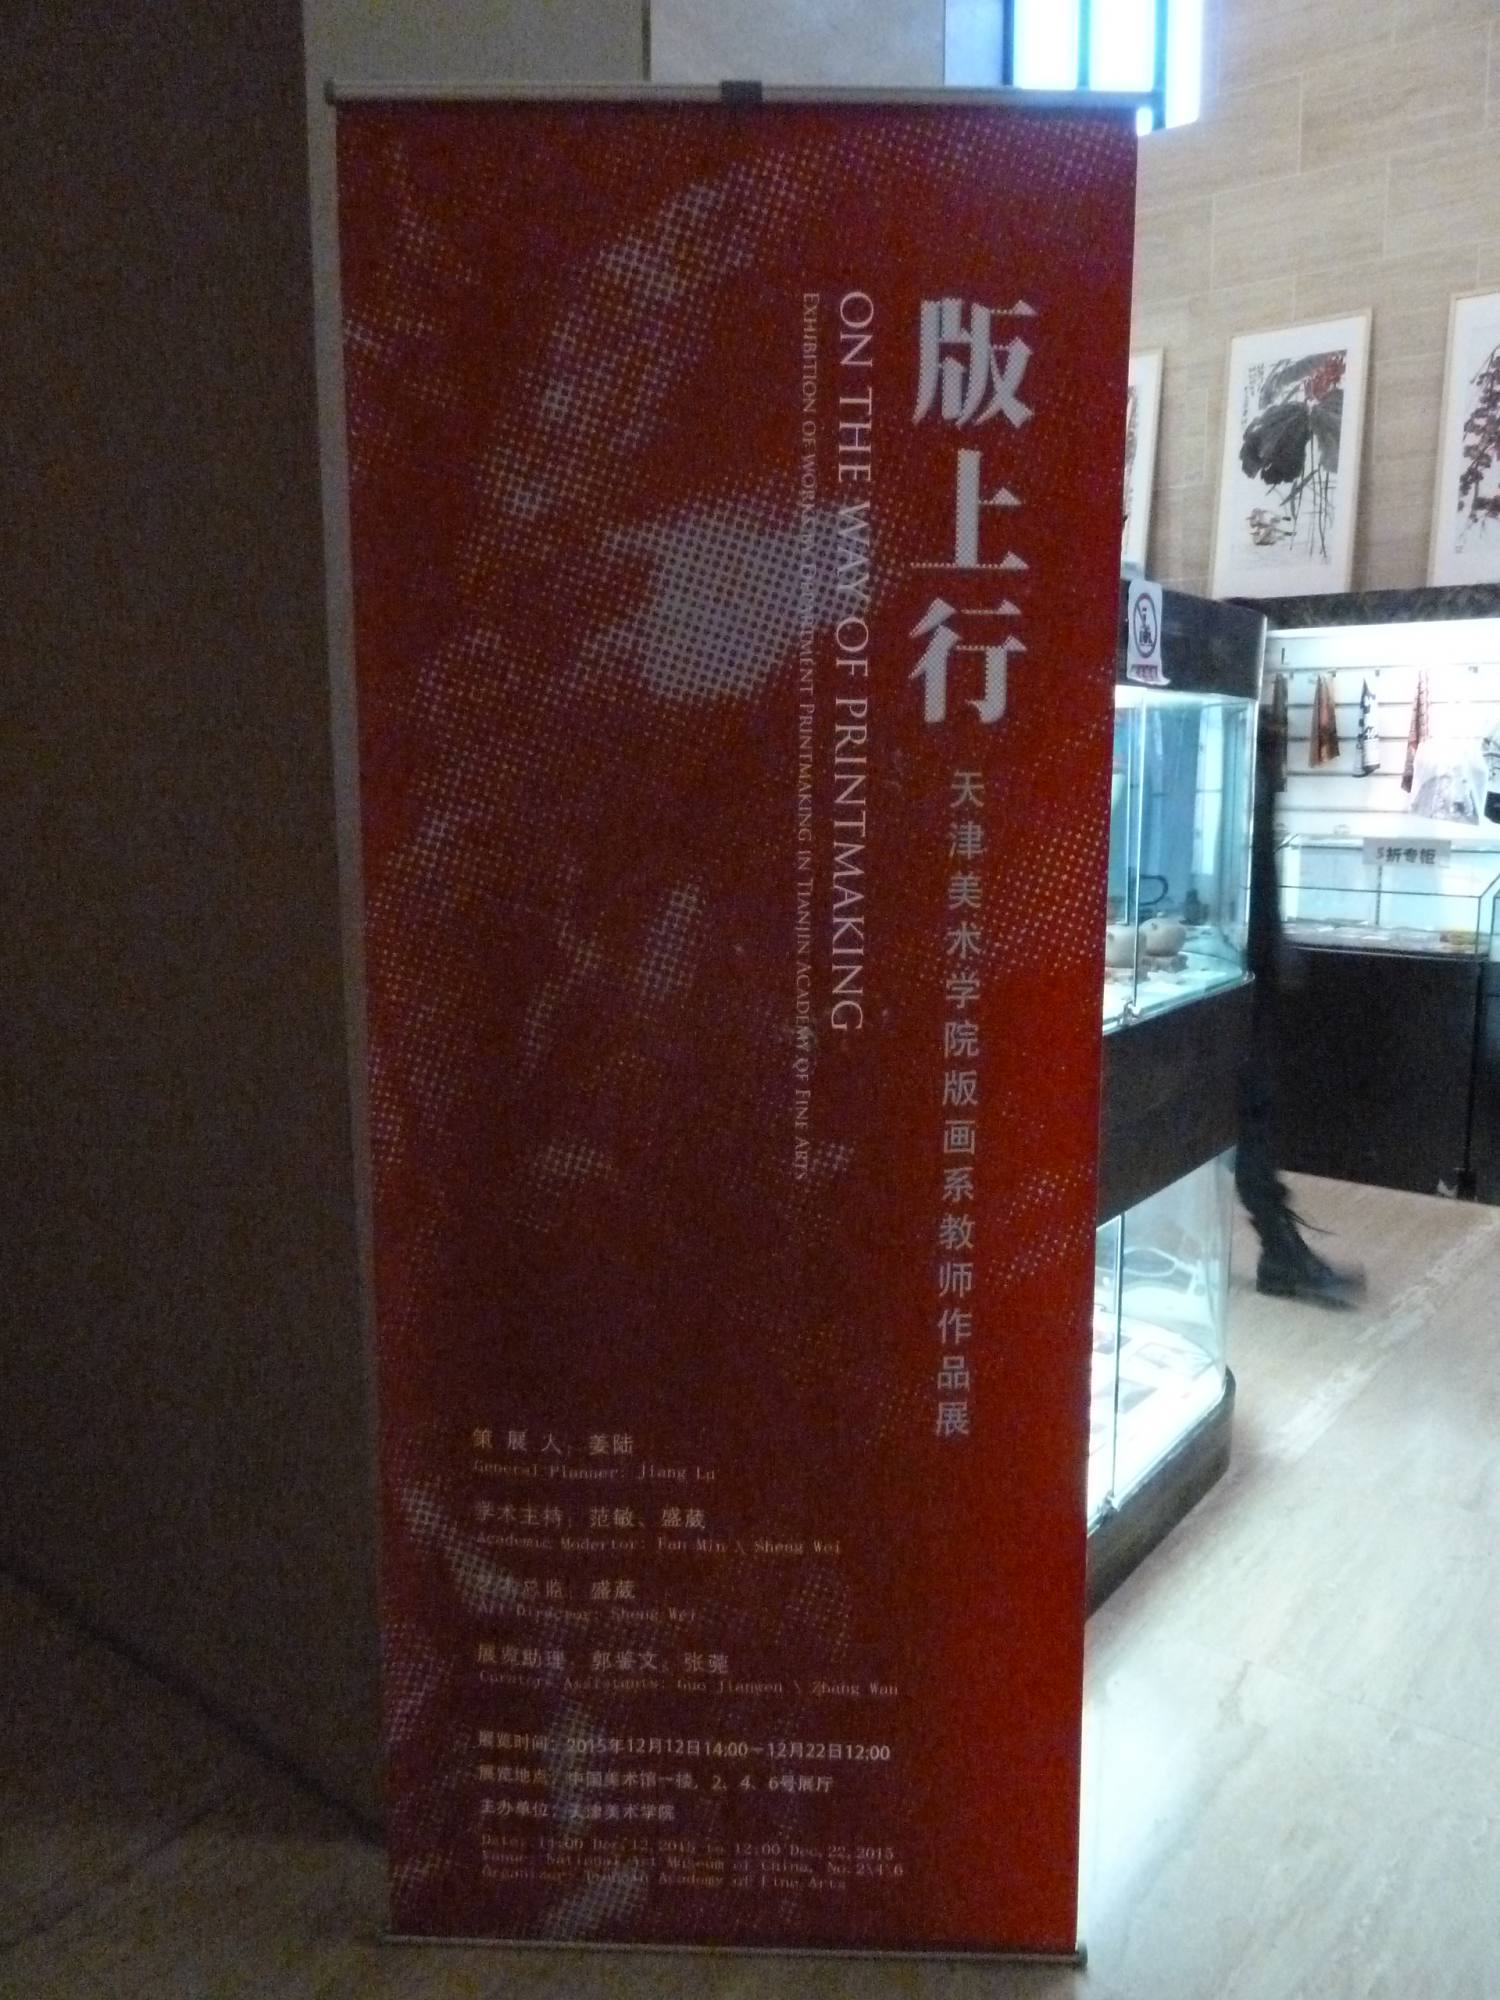 版上行
天津美术学院版画系教师作品展
ON THE WAY OF PRINTMAKING
EXHIBITION OF WORKS BY DEPARTMENT PRINTMAKING IN TIANJIN ACADEMY OF FINE ARTS
策 展 人：姜陆
General Planner: Jiang Lu
学术主持：范敏、盛葳
Academic Modertor: Fan Min \ Sheng Wei
艺术总监：盛葳
Art Director: Sheng Wei
展览助理：郭鉴文、张莞
Curators Assistants: Guo Jianwen \ Zhang Wan
展览时间：2015年12月12日14:00－12月22日12:00
展览地点：中国美术馆一楼，2、4、6号展厅
主办单位：天津美术学院
Date: 14:00 Dec,12,2015 to 12:00 Dec,22,2015
Venue: National Art Museum of China, No.2\4\6
Organizer: Tianjin Academy of Fine Arts
5折专柜